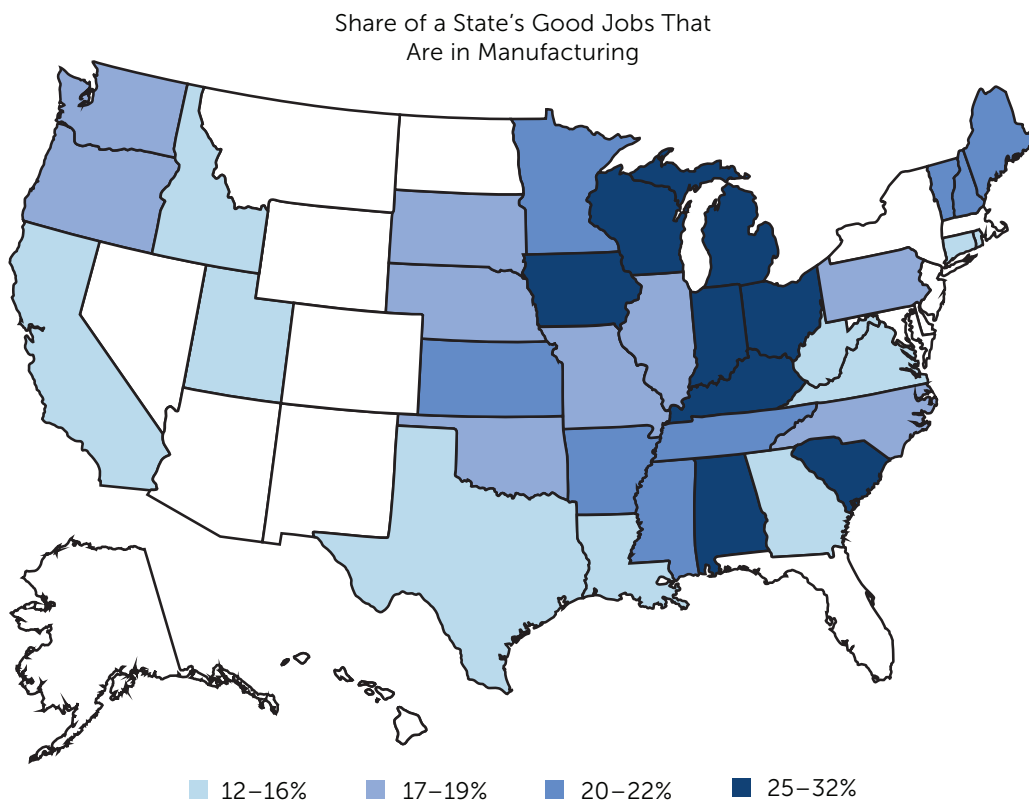 Share of a State’s Good Jobs That
Are in Manufacturing
12–16% 17–19% 20–22% 25–32%